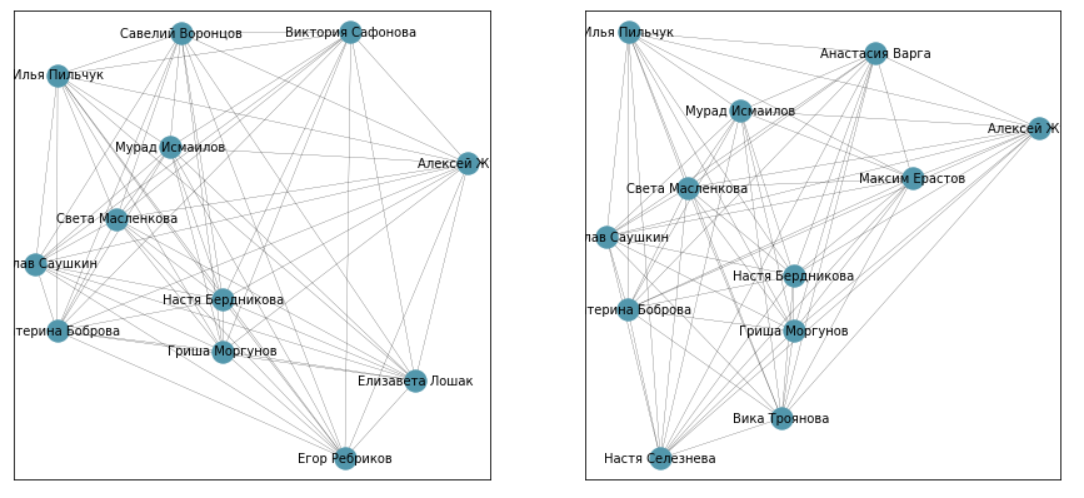 Савелий Воронцов
Виктория Сафонова
Илья Пильчук
Мурад Исмаилов
Алексей Ж
Света Масленкова
лав Саушкин
Настя Бердникова
терина Боброва
Гриша Моргунов
Елизавета Лошак
Егор Ребриков
Илья Пильчук
Анастасия Варга
Мурад Исмаилов
Алексей Ж
Максим Ерастов
Света Масленкова
лав Саушкин
Настя Бердникова
терина Боброва
Гриша Моргунов
Вика Троянова
Настя Селезнева